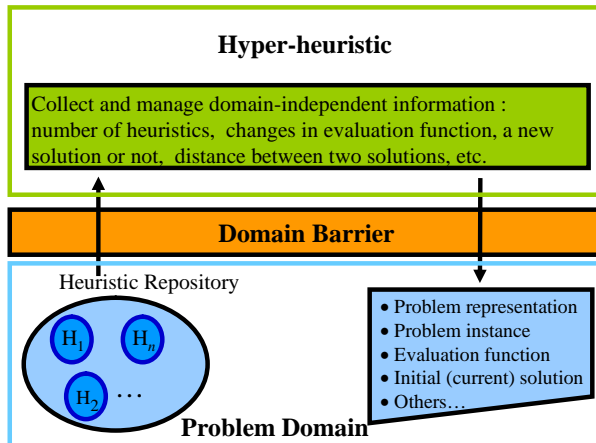 Hyper-heuristic
Collect and manage domain-independent information :
number of heuristics, changes in evaluation function, a new
solution or not, distance between two solutions, etc.
Domain Barrier
Heuristic Repository
H1
Hn
H2 ...
• Problem representation
• Problem instance
• Evaluation function
• Initial (current) solution
• Others…
Problem Domain